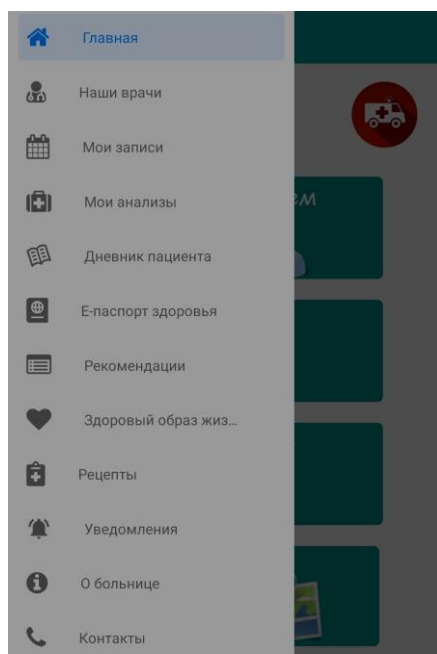 Главная
Наши врачи
Мои записи
Мои анализы
Дневник пациента
Е-паспорт здоровья
Рекомендации
Здоровый образ жиз...
Рецепты
Уведомления
О больнице
Контакты